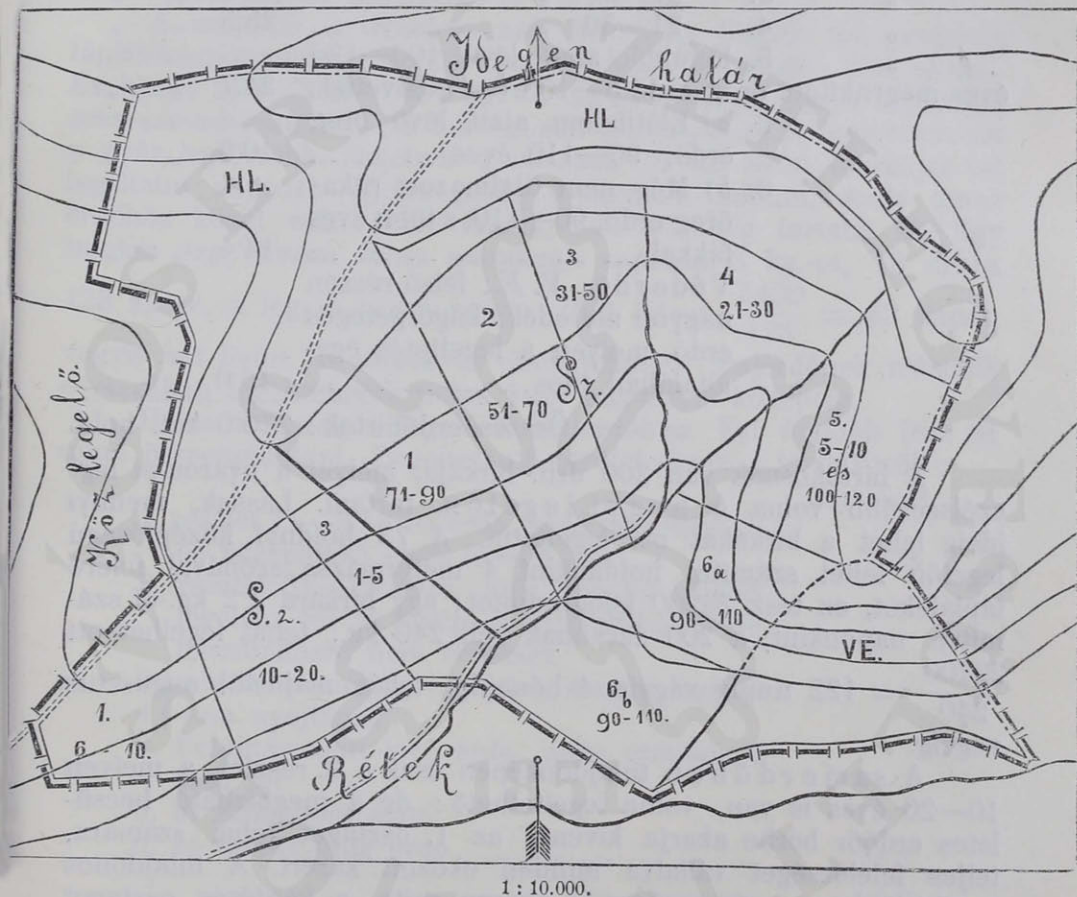 Idegen határ
HL
HL.
3
31-50
4
21-30
2
Köz legelő.
Sz.
51-70
5.
5-10
és
100-120
1
71-90
3
1-5
6a
90-110
S. 2.
VE.
10-20.
6b
90-110.
1.
6-10.
Rétek
1 : 10.000.